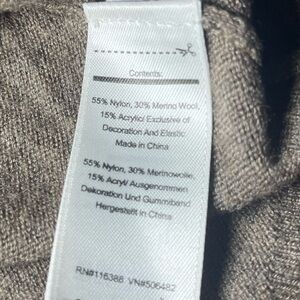 Contents:
55% Nylon, 30% Merino Wool,
15% Acrylic/ Exclusive of
Decoration And Elastic
Made in China
55% Nylon, 30% Merinowolle,
15% Acryl/ Ausgenommen
Dekoration Und Gummiband
Hergestellt in China
RN#116388 VN#506482